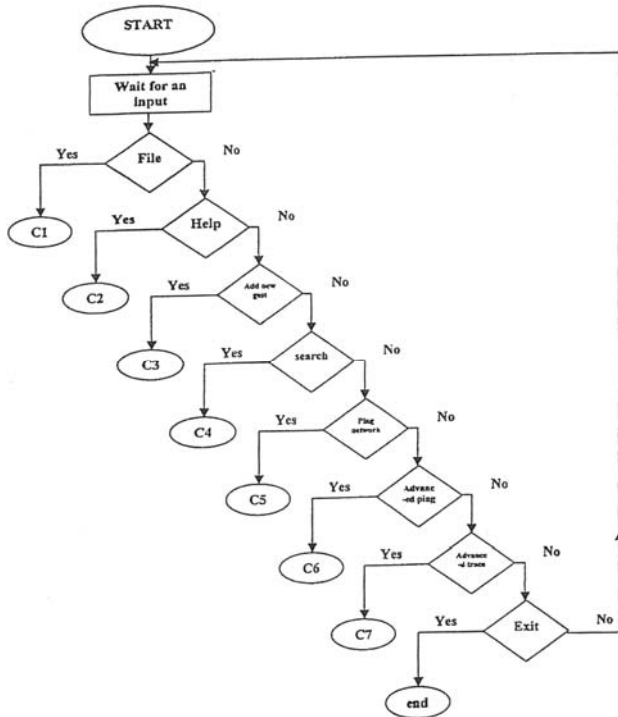 START
Wait for an
input
Yes
File
No
C1
Yes
Help
No
C2
Yes
Add new
gest
No
C3
Yes
search
No
C4
Yes
Ping
network
No
C5
Yes
Advanc
-ed ping
No
C6
Yes
Advance
-d trace
No
C7
Yes
Exit
No
end